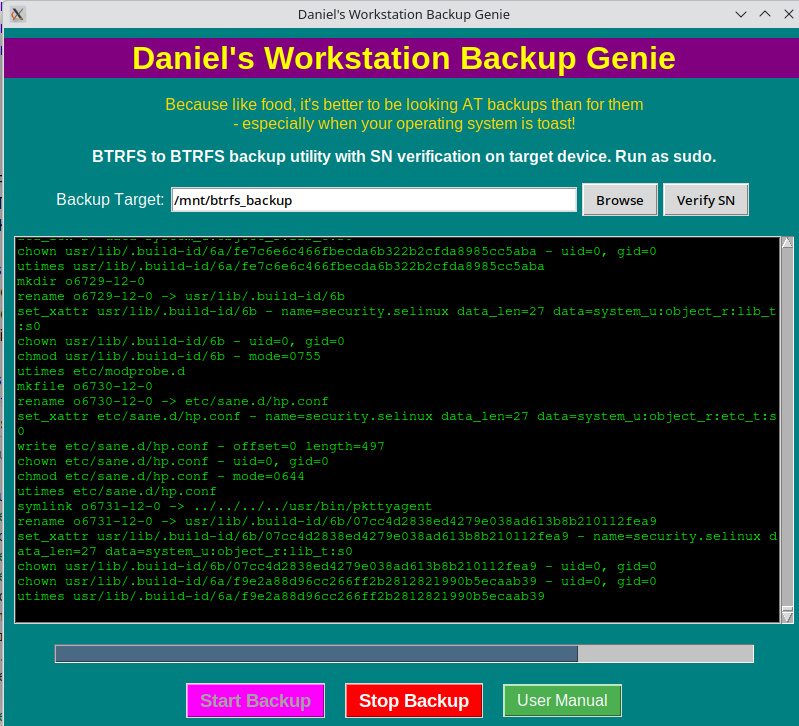 Daniel's Workstation Backup Genie
Daniel's Workstation Backup Genie
Because like food, it's better to be looking AT backups than for them
- especially when your operating system is toast!
BTRFS to BTRFS backup utility with SN verification on target device. Run as sudo.
Backup Target: /mnt/btrfs_backup Browse Verify SN
chown usr/lib/.build-id/6a/fe7c6e6c466fbecda6b322b2cfda8985cc5aba - uid=0, gid=0
utimes usr/lib/.build-id/6a/fe7c6e6c466fbecda6b322b2cfda8985cc5aba
mkdir o6729-12-0
rename o6729-12-0 -> usr/lib/.build-id/6b
set_xattr usr/lib/.build-id/6b - name=security.selinux data_len=27 data=system_u:object_r:lib_t
:s0
chown usr/lib/.build-id/6b - uid=0, gid=0
chmod usr/lib/.build-id/6b - mode=0755
utimes etc/modprobe.d
mkfile o6730-12-0
rename o6730-12-0 -> etc/sane.d/hp.conf
set_xattr etc/sane.d/hp.conf - name=security.selinux data_len=27 data=system_u:object_r:etc_t:s
0
write etc/sane.d/hp.conf - offset=0 length=497
chown etc/sane.d/hp.conf - uid=0, gid=0
chmod etc/sane.d/hp.conf - mode=0644
utimes etc/sane.d/hp.conf
symlink o6731-12-0 -> ../../../../usr/bin/pkttyagent
rename o6731-12-0 -> usr/lib/.build-id/6b/07cc4d2838ed4279e038ad613b8b210112fea9
set_xattr usr/lib/.build-id/6b/07cc4d2838ed4279e038ad613b8b210112fea9 - name=security.selinux d
ata_len=27 data=system_u:object_r:lib_t:s0
chown usr/lib/.build-id/6b/07cc4d2838ed4279e038ad613b8b210112fea9 - uid=0, gid=0
chown usr/lib/.build-id/6a/f9e2a88d96cc266ff2b2812821990b5ecaab39 - uid=0, gid=0
utimes usr/lib/.build-id/6a/f9e2a88d96cc266ff2b2812821990b5ecaab39
Start Backup Stop Backup User Manual